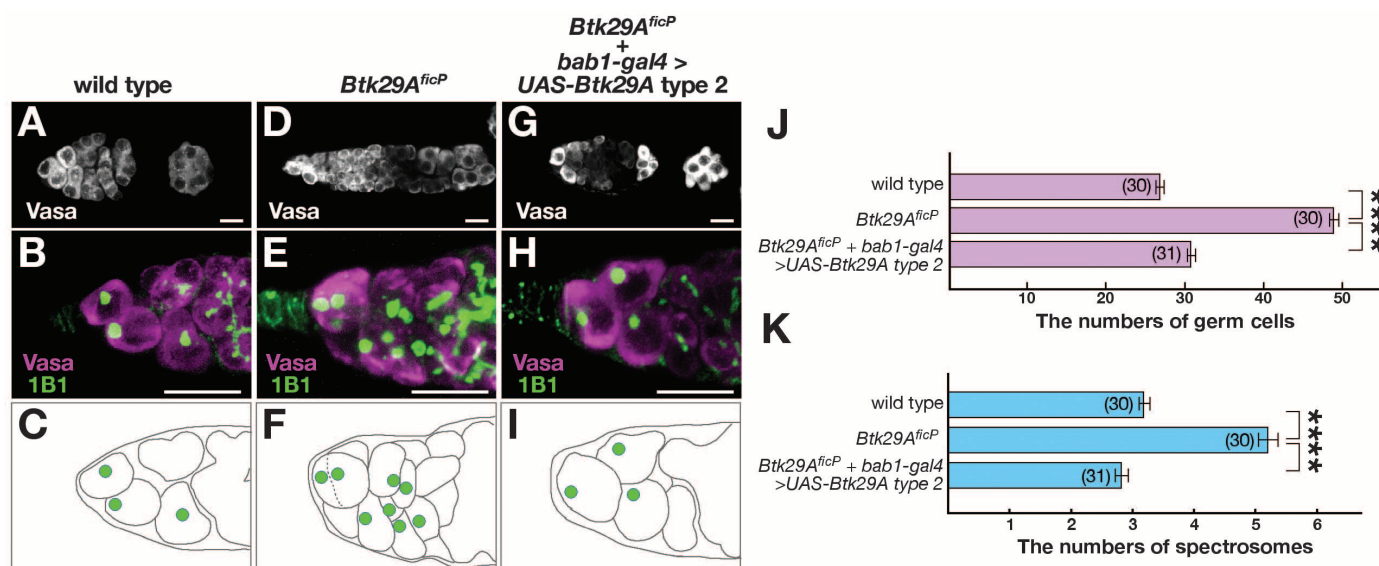 wild type
Btk29A^ficP
Btk29A^ficP
+
bab1-gal4 >
UAS-Btk29A type 2
A
Vasa
D
Vasa
G
Vasa
B
Vasa
1B1
E
Vasa
1B1
H
Vasa
1B1
C
F
I
J
wild type
(30)
Btk29A^ficP
(30)
Btk29A^ficP + bab1-gal4
>UAS-Btk29A type 2
(31)
**
**
10 20 30 40 50
The numbers of germ cells
K
wild type
(30)
Btk29A^ficP
(30)
Btk29A^ficP + bab1-gal4
>UAS-Btk29A type 2
(31)
**
**
1 2 3 4 5 6
The numbers of spectrosomes